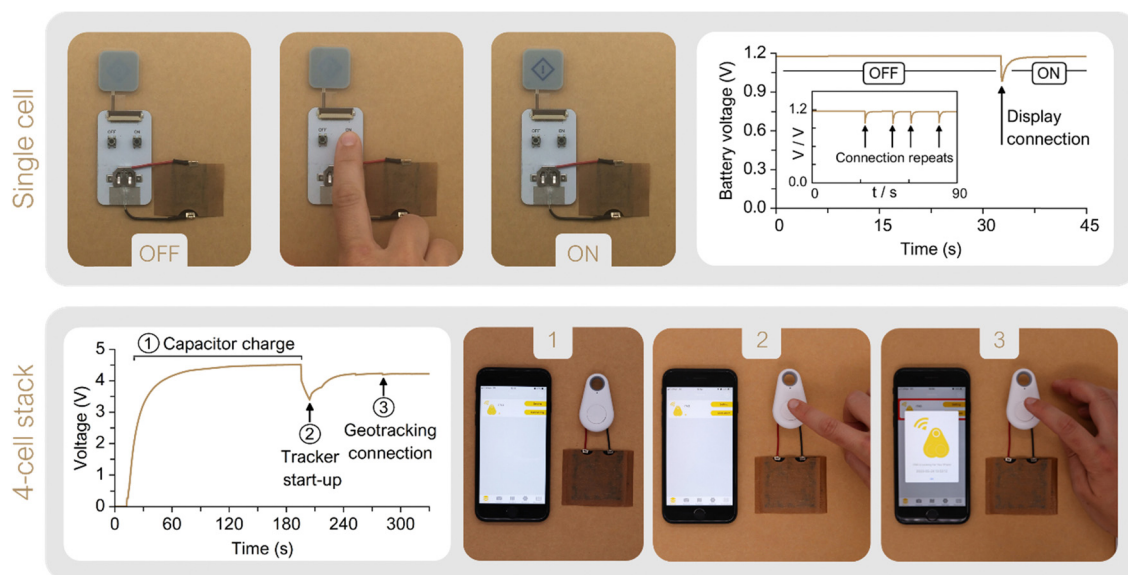 Single cell
OFF
ON
OFF ON
OFF ON
OFF ON
Battery voltage (V)
1.2
0.9
0.6
0.3
0.0
OFF
ON
Display
connection
V / V
1.2
0.0
Connection repeats
0
t / s
90
0
15
30
45
Time (s)
4-cell stack
Voltage (V)
5
4
3
2
1
0
① Capacitor charge
②
Tracker
start-up
③
Geotracking
connection
0
60
120
180
240
300
Time (s)
1
2
3